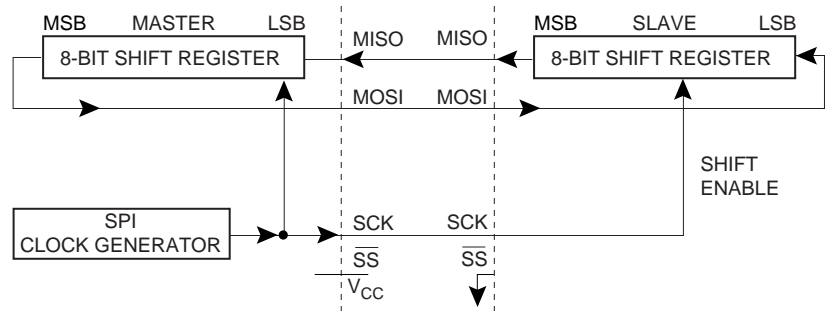 MSB MASTER LSB
MISO MISO
MSB SLAVE LSB
8-BIT SHIFT REGISTER
8-BIT SHIFT REGISTER
MOSI MOSI
SHIFT
ENABLE
SPI
CLOCK GENERATOR
SCK SCK
SS SS
VCC